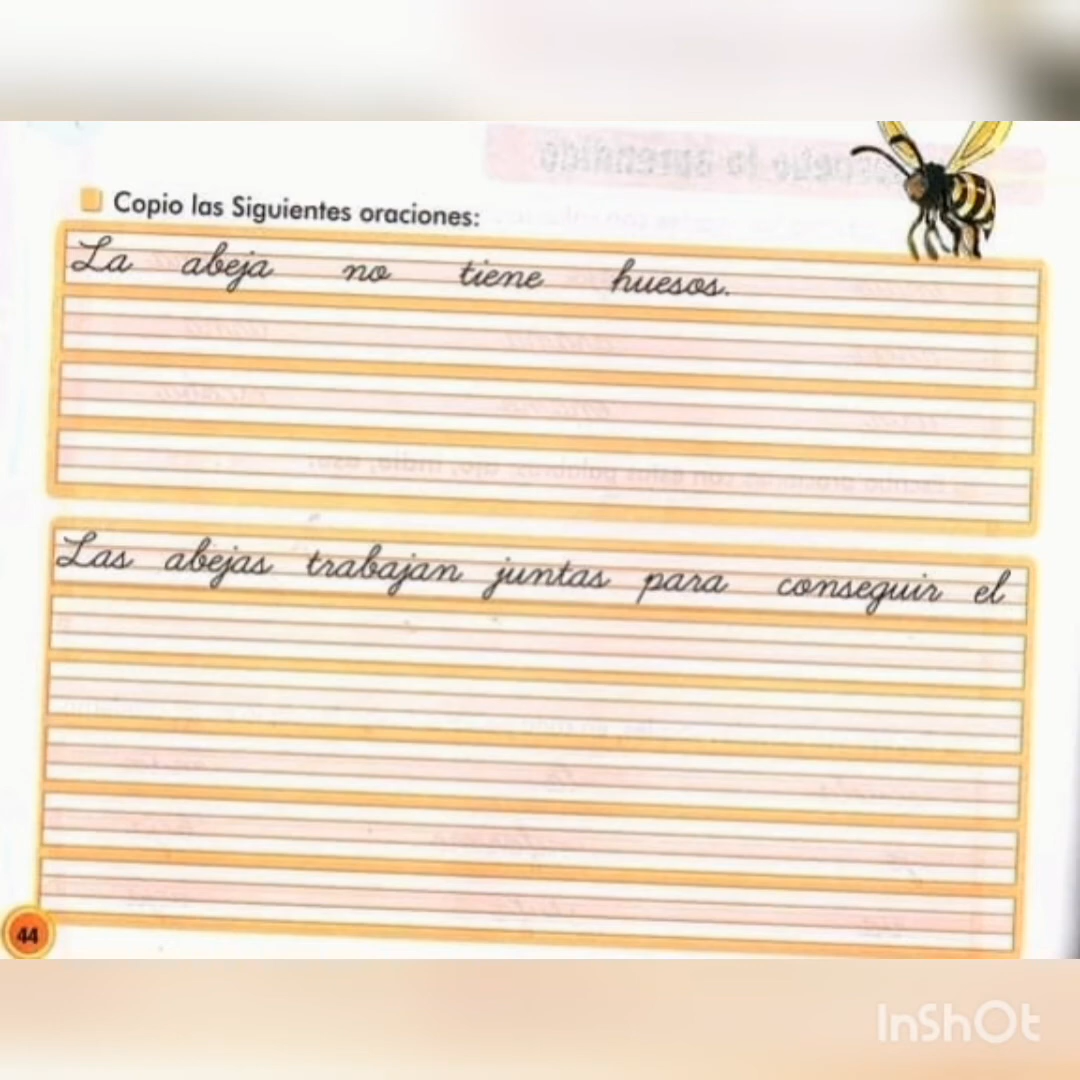 Copio las Siguientes oraciones:
La abeja no tiene huesos.
Las abejas trabajan juntas para conseguir el
44
InShOt